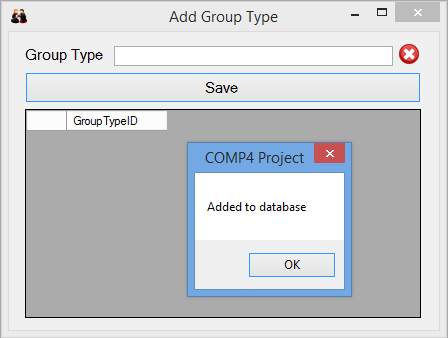 Add Group Type
Group Type
Save
GroupTypeID
COMP4 Project
Added to database
OK